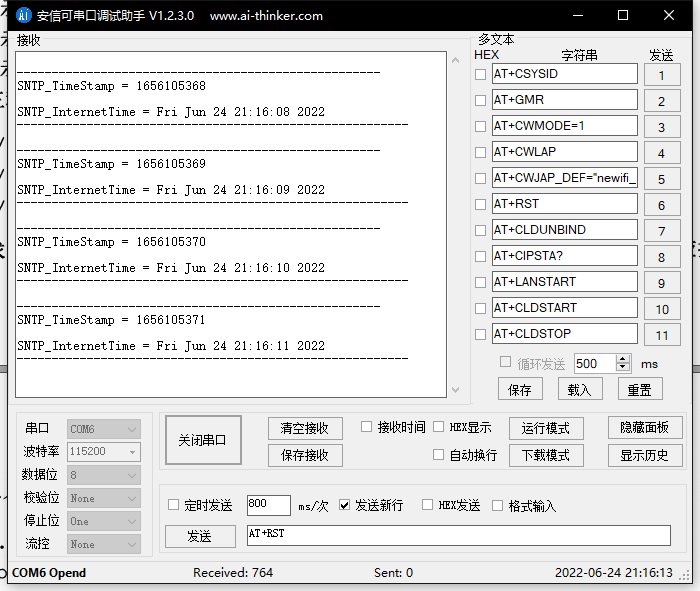 安信可串口调试助手 V1.2.3.0 www.ai-thinker.com
接收
SNTP_TimeStamp = 1656105368
SNTP_InternetTime = Fri Jun 24 21:16:08 2022
SNTP_TimeStamp = 1656105369
SNTP_InternetTime = Fri Jun 24 21:16:09 2022
SNTP_TimeStamp = 1656105370
SNTP_InternetTime = Fri Jun 24 21:16:10 2022
SNTP_TimeStamp = 1656105371
SNTP_InternetTime = Fri Jun 24 21:16:11 2022
多文本
HEX 字符串 发送
AT+CSYSID 1
AT+GMR 2
AT+CWMODE=1 3
AT+CWLAP 4
AT+CWJAP_DEF="newifi_ 5
AT+RST 6
AT+CLDUNBIND 7
AT+CIPSTA? 8
AT+LANSTART 9
AT+CLDSTART 10
AT+CLDSTOP 11
循环发送 500 ms
保存 载入 重置
串口 COM6
波特率 115200
数据位 8
校验位 None
停止位 One
流控 None
关闭串口
清空接收 接收时间 HEX显示 运行模式 隐藏面板
保存接收 自动换行 下载模式 显示历史
定时发送 800 ms/次 发送新行 HEX发送 格式输入
发送 AT+RST
COM6 Opend Received: 764 Sent: 0 2022-06-24 21:16:13